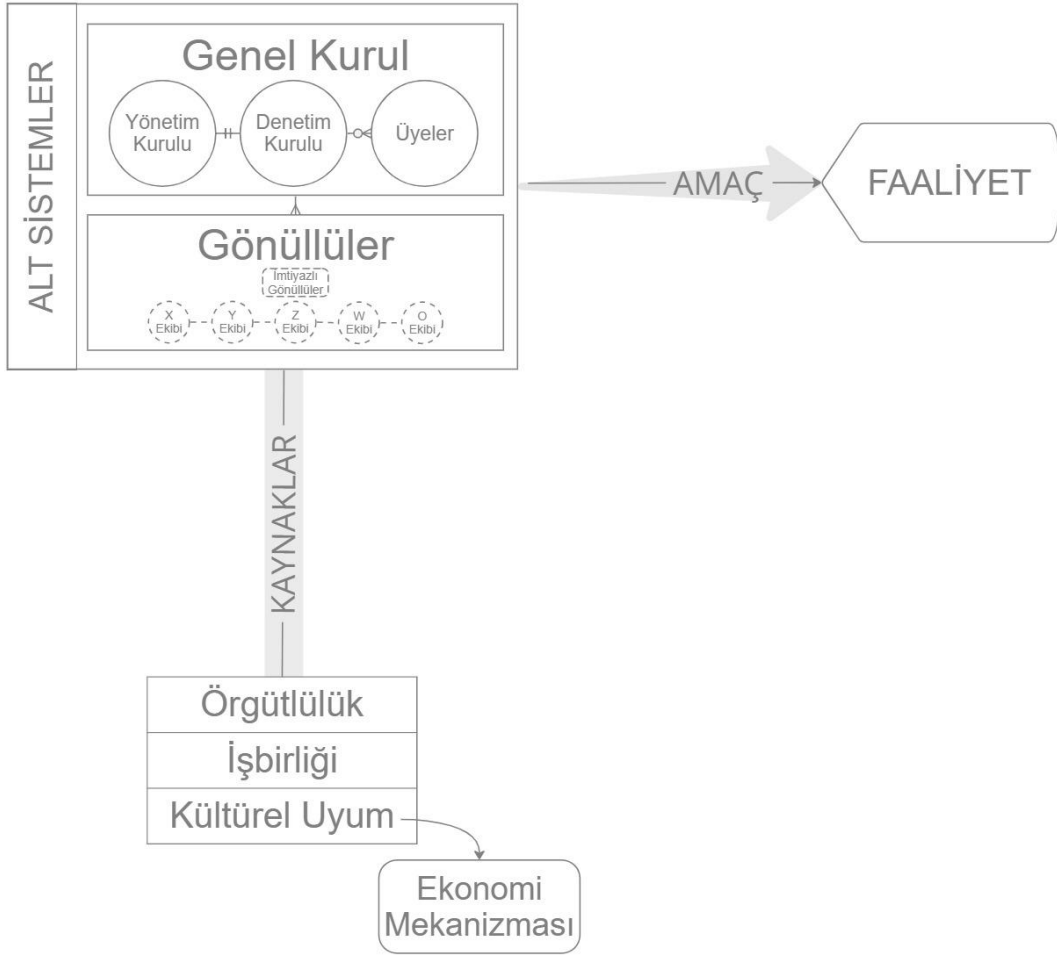 ALT SİSTEMLER
Genel Kurul
Yönetim
Kurulu
Denetim
Kurulu
Üyeler
Gönüllüler
İmtiyazlı
Gönüllüler
X
Ekibi
Y
Ekibi
Z
Ekibi
W
Ekibi
O
Ekibi
AMAÇ
FAALİYET
KAYNAKLAR
Örgütlülük
İşbirliği
Kültürel Uyum
Ekonomi
Mekanizması